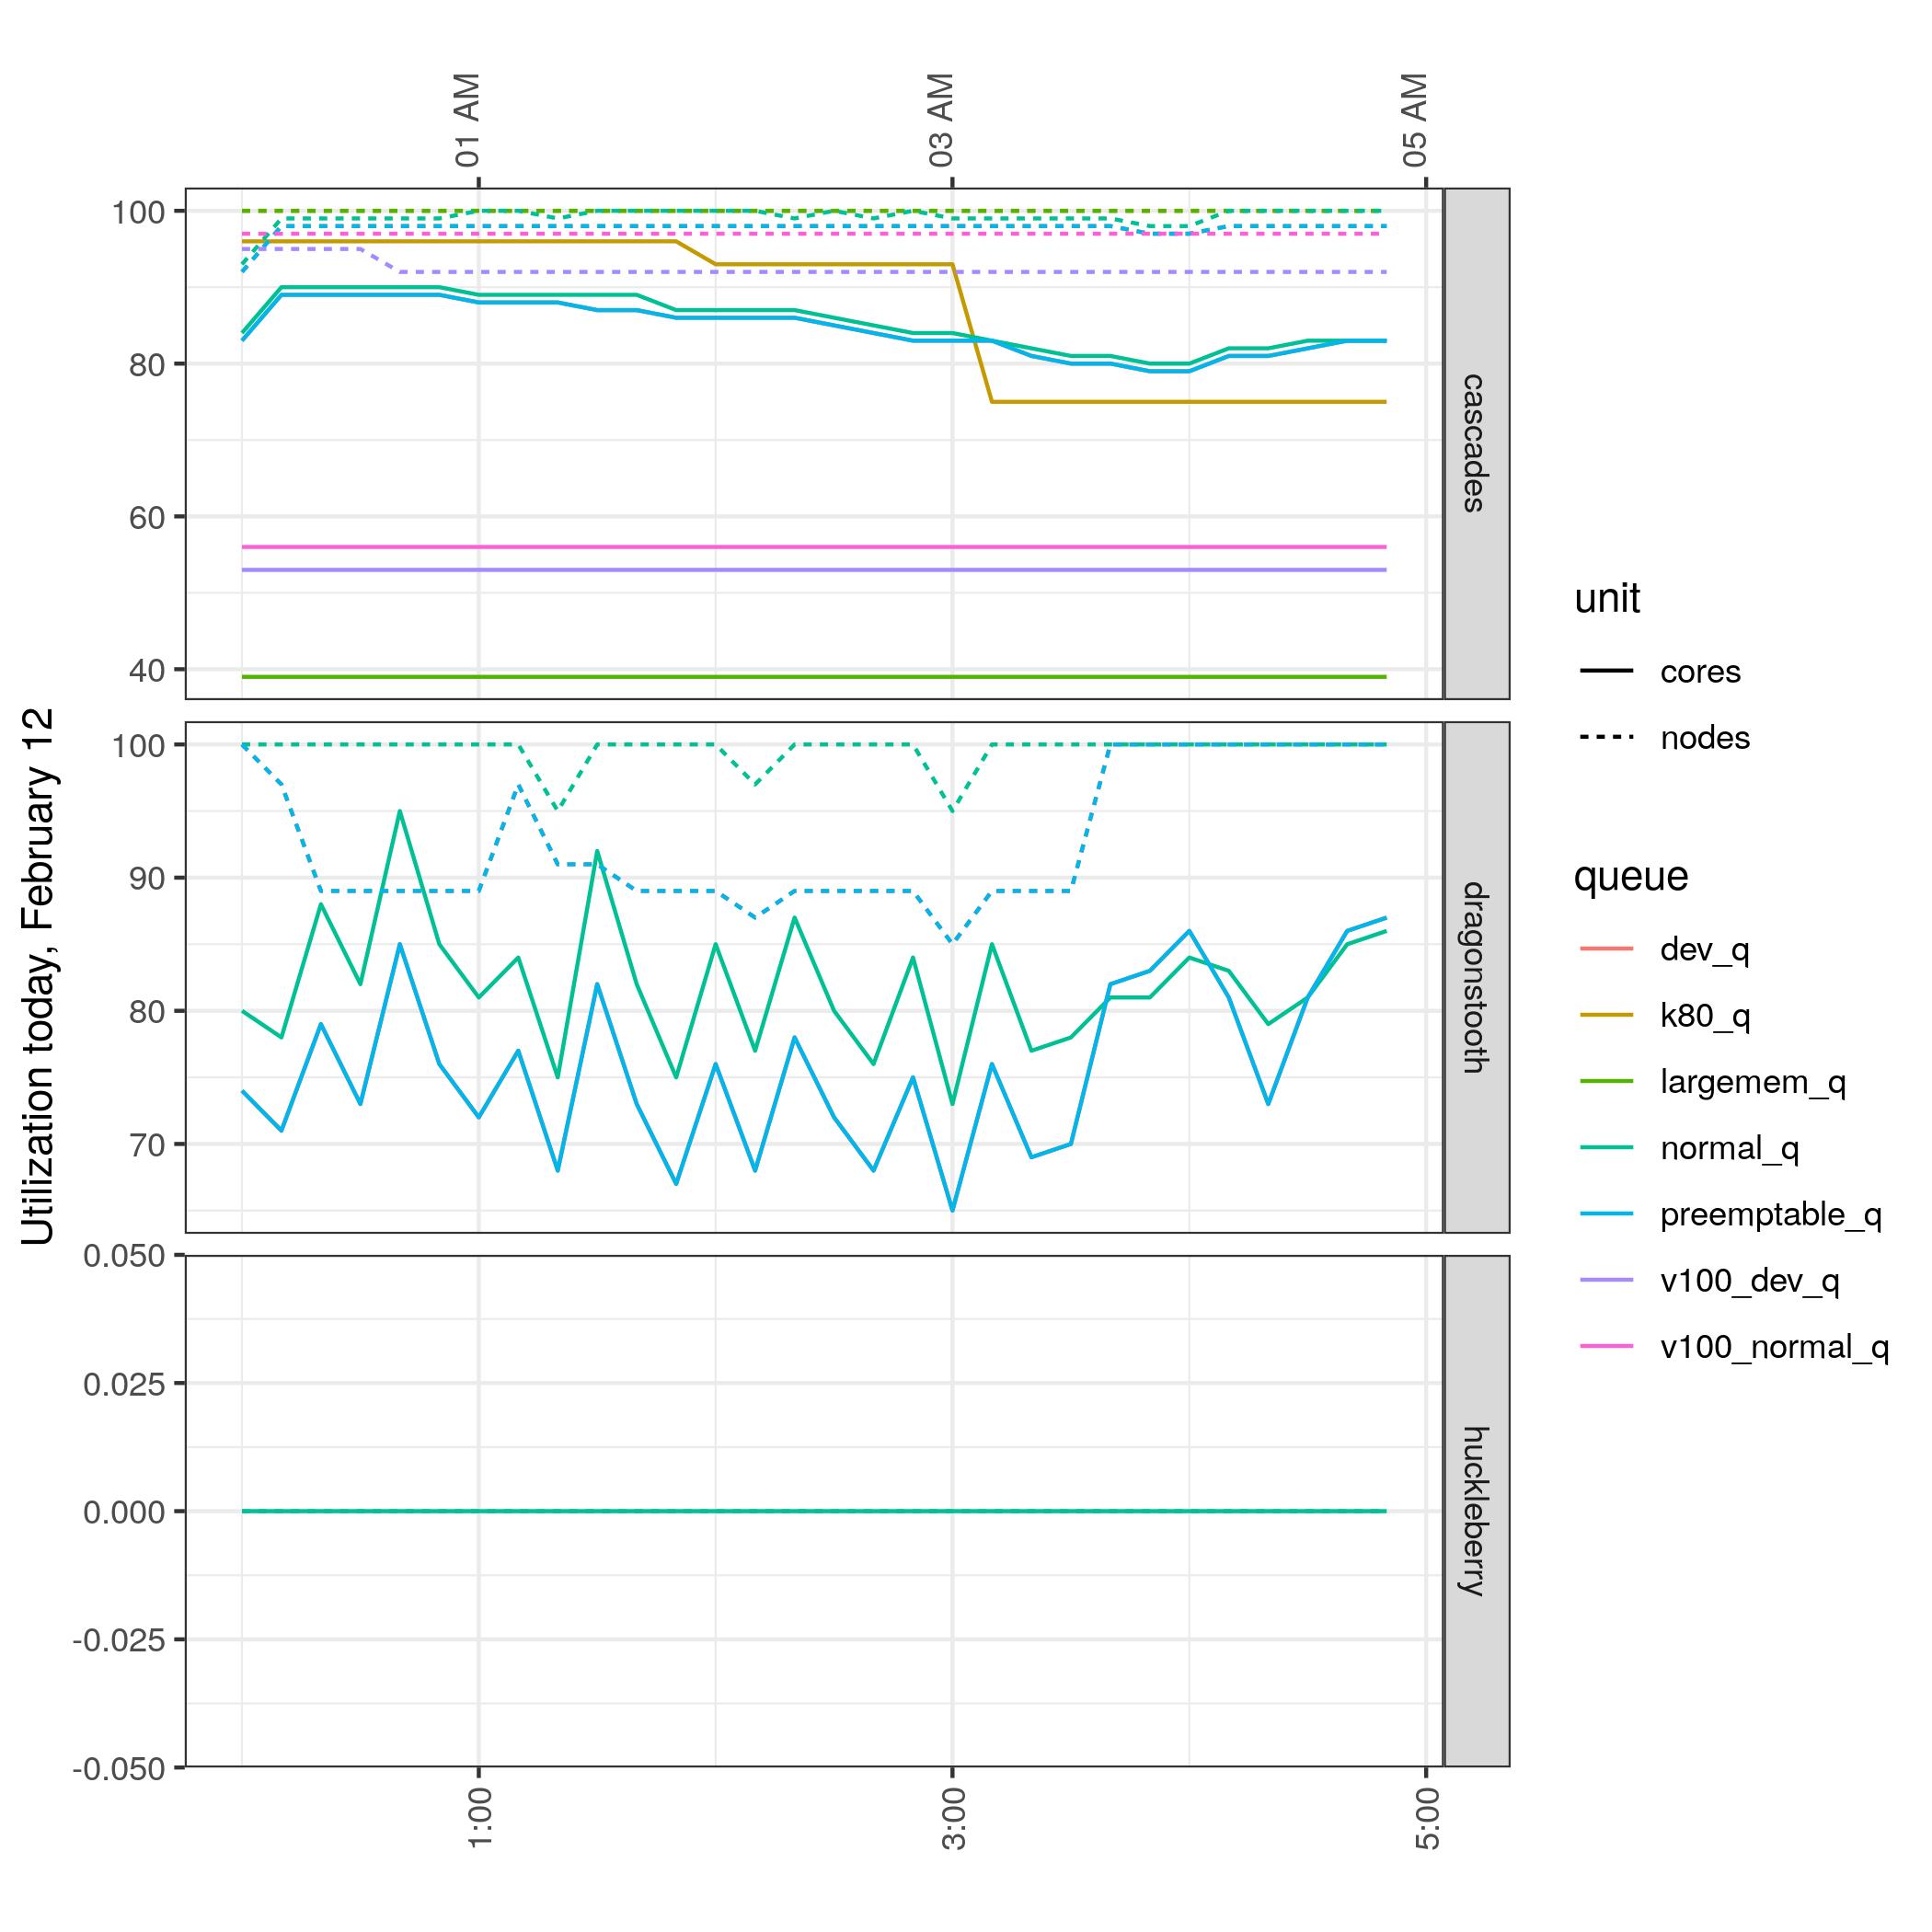 01 AM
03 AM
05 AM
Utilization today, February 12
100
80
60
40
cascades
100
90
80
70
dragonstooth
0.050
0.025
0.000
-0.025
-0.050
huckleberry
1:00
3:00
5:00
unit
cores
nodes
queue
dev_q
k80_q
largemem_q
normal_q
preemptable_q
v100_dev_q
v100_normal_q